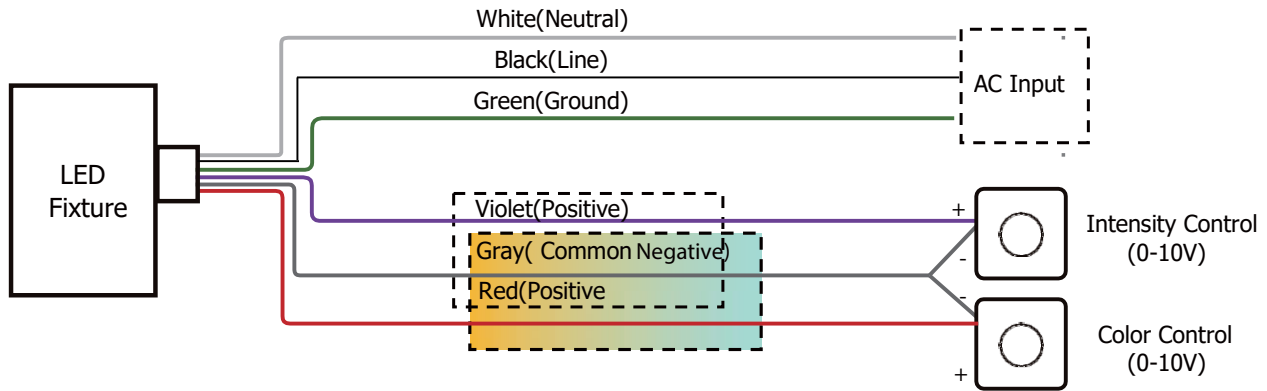 White(Neutral)
Black(Line)
Green(Ground)
AC Input
LED
Fixture
Violet(Positive)
Gray( Common Negative)
Red(Positive
+
-
-
+
Intensity Control
(0-10V)
Color Control
(0-10V)